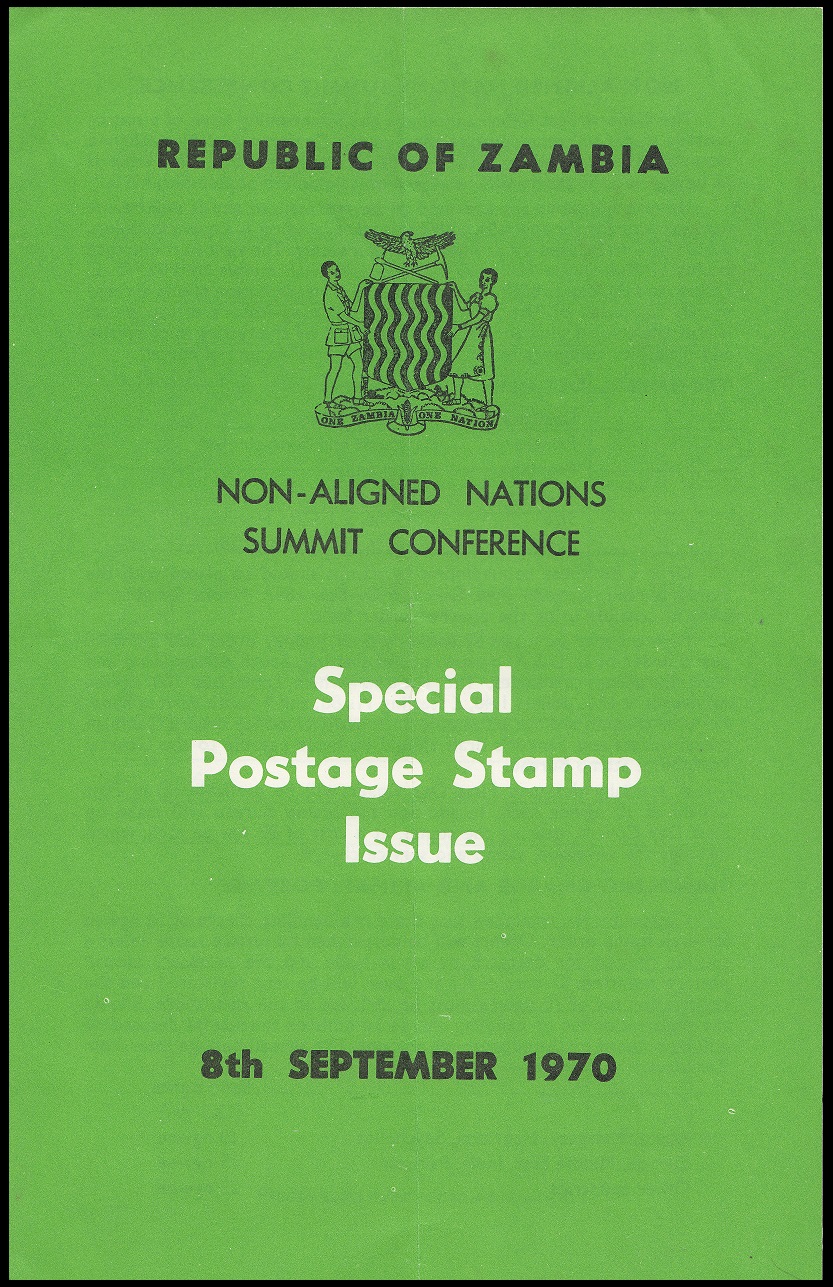 REPUBLIC OF ZAMBIA
ONE ZAMBIA ONE NATION
NON-ALIGNED NATIONS
SUMMIT CONFERENCE
Special
Postage Stamp
Issue
8th SEPTEMBER 1970